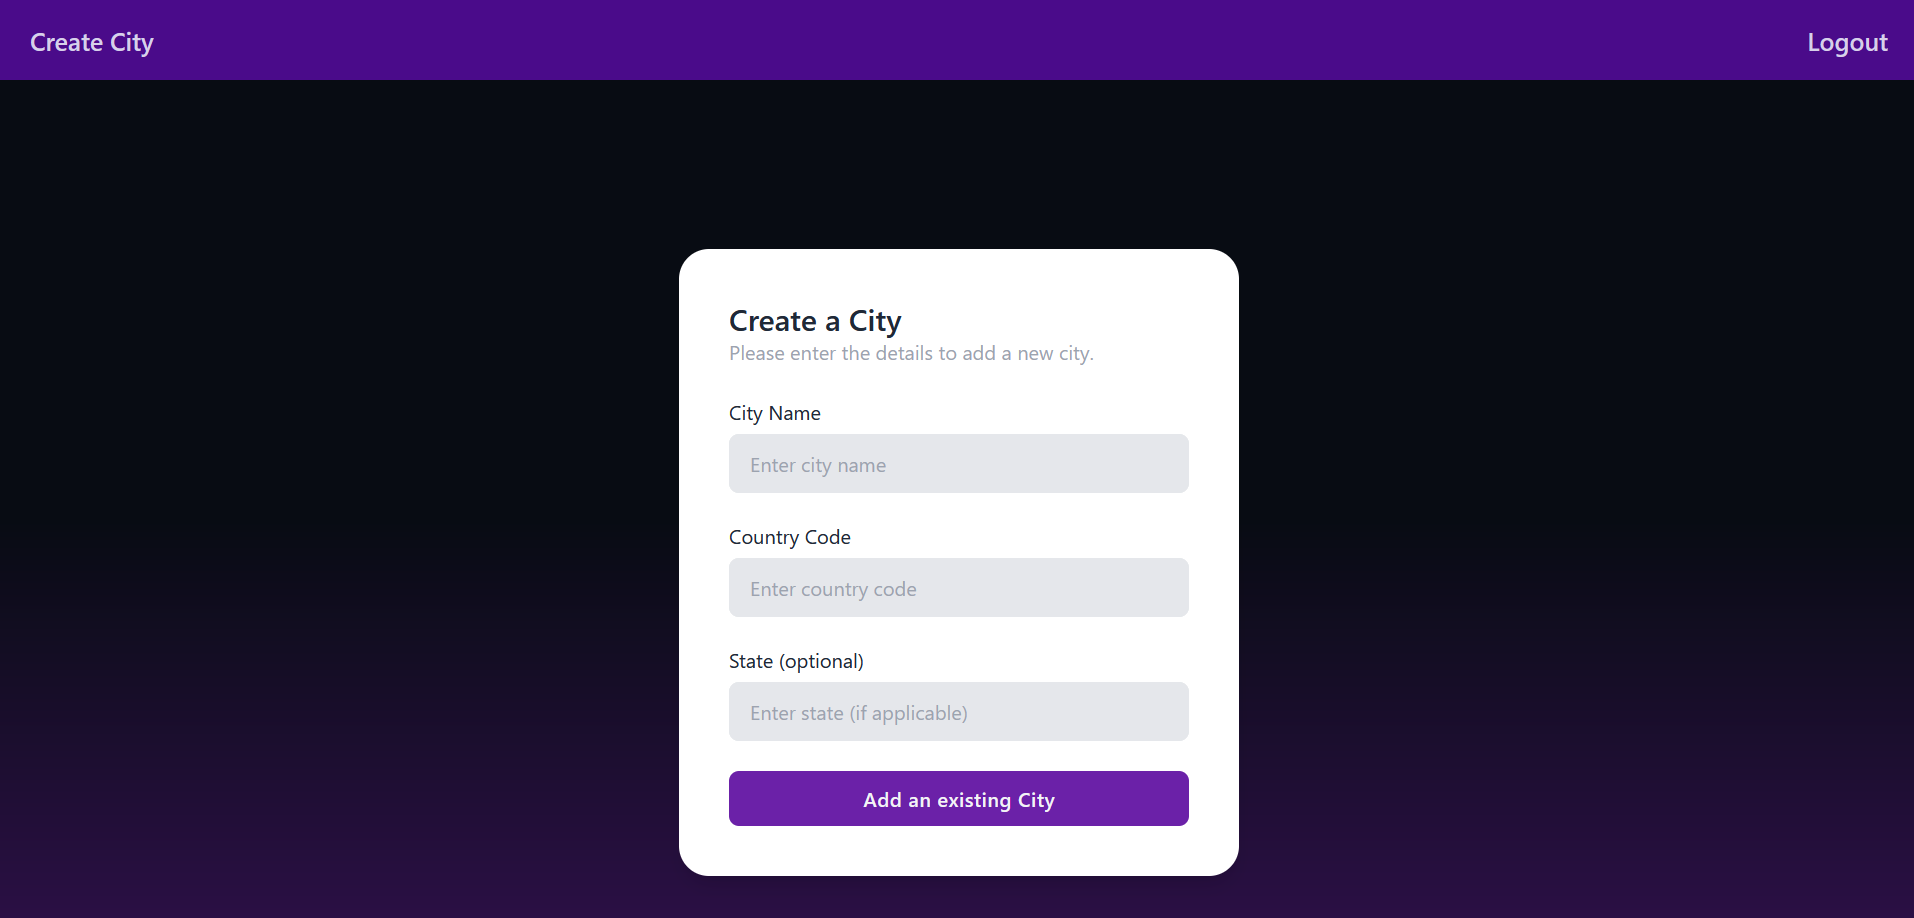 Create City
Logout
Create a City
Please enter the details to add a new city.
City Name
Enter city name
Country Code
Enter country code
State (optional)
Enter state (if applicable)
Add an existing City